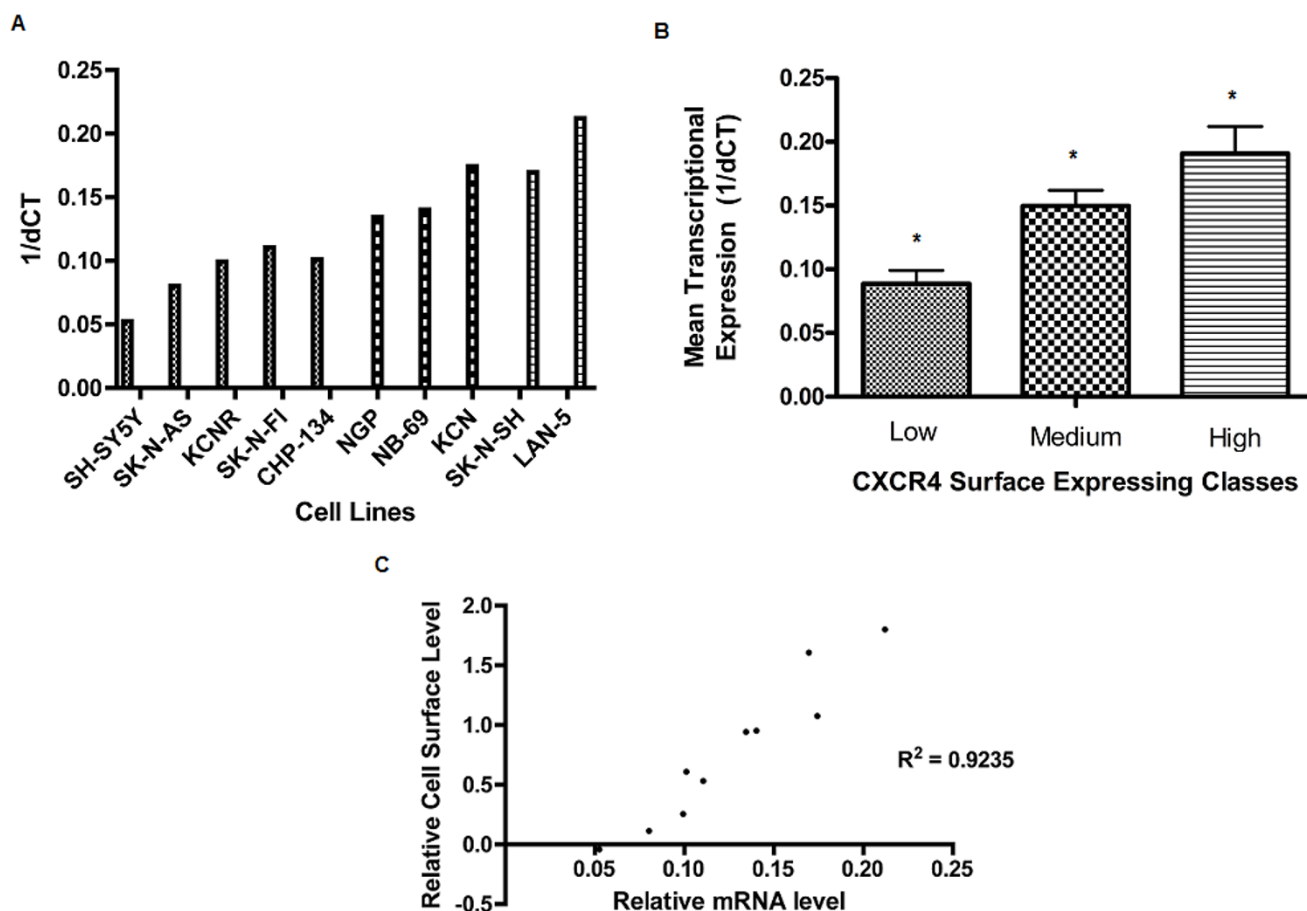 A
0.25
0.20
0.15
0.10
0.05
0.00
1/dCT
SH-SY5Y
SK-N-AS
KCNR
SK-N-FI
CHP-134
NGP
NB-69
KCN
SK-N-SH
LAN-5
Cell Lines
B
Mean Transcriptional
Expression (1/dCT)
0.25
0.20
0.15
0.10
0.05
0.00
*
*
*
Low
Medium
High
CXCR4 Surface Expressing Classes
C
Relative Cell Surface Level
2.0
1.5
1.0
0.5
0.0
-0.5
0.05
0.10
0.15
0.20
0.25
R² = 0.9235
Relative mRNA level